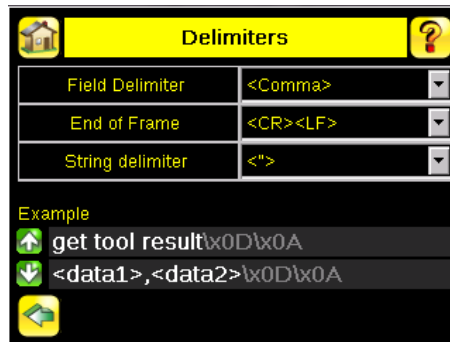 Delimiters
Field Delimiter <Comma>
End of Frame <CR><LF>
String delimiter <">
Example
get tool result\x0D\x0A
<data1>,<data2>\x0D\x0A